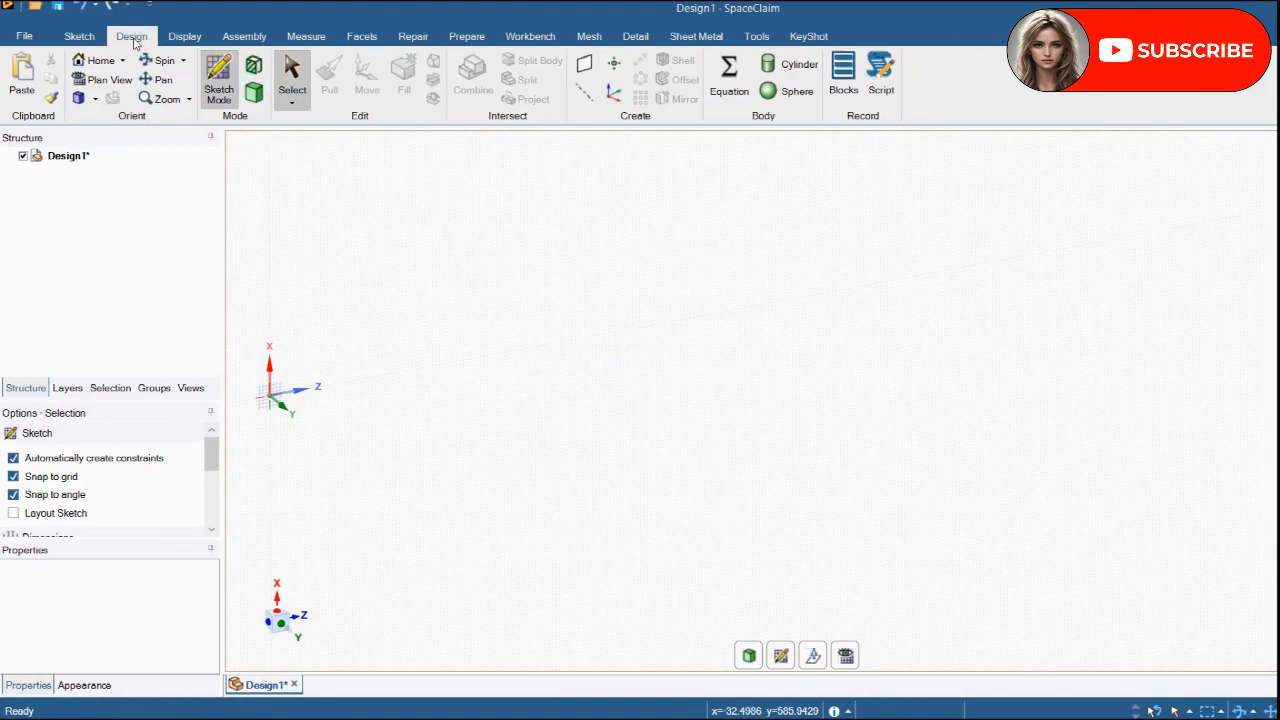 Design1 - SpaceClaim
File Sketch Design Display Assembly Measure Facets Repair Prepare Workbench Mesh Detail Sheet Metal Tools KeyShot
SUBSCRIBE
Paste
Clipboard
Home Spin
Plan View Pan
Zoom
Orient
Sketch Mode
Mode
Select Pull Move Fill
Edit
Combine Split Body
Split
Project
Intersect
Shell
Offset
Mirror
Create
Equation Cylinder
Sphere
Body
Blocks Script
Record
Structure
Design1*
X
Z
Y
Structure Layers Selection Groups Views
Options - Selection
Sketch
Automatically create constraints
Snap to grid
Snap to angle
Layout Sketch
Dimensions
Properties
X
Z
Y
Properties Appearance
Design1*
Ready
x=-32.4986 y=585.9429